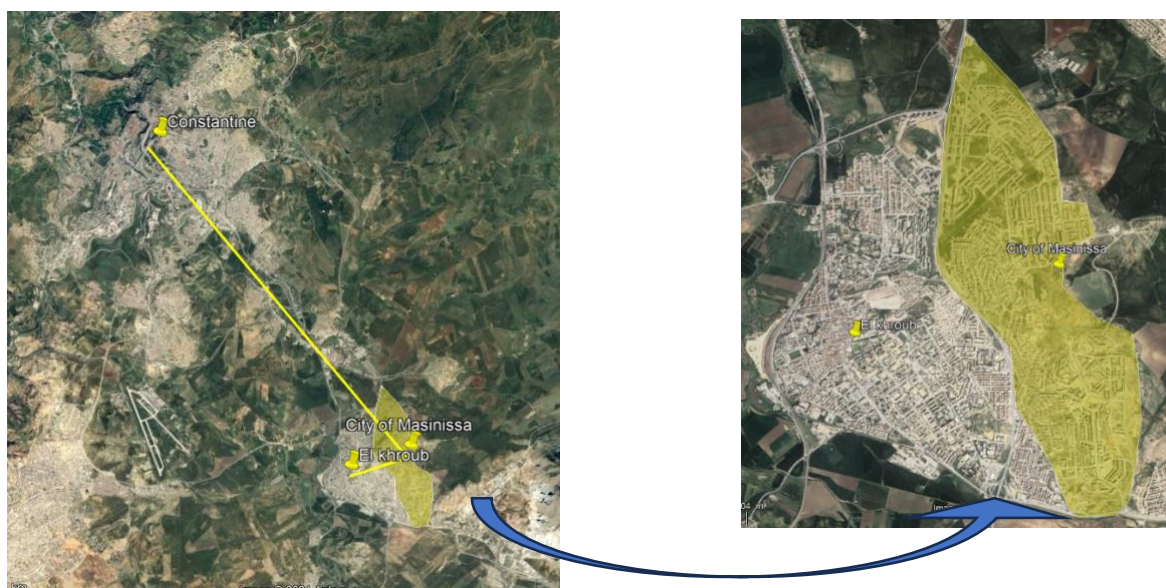 Constantine
City of Masinissa
El khroub
City of Masinissa
El khroub